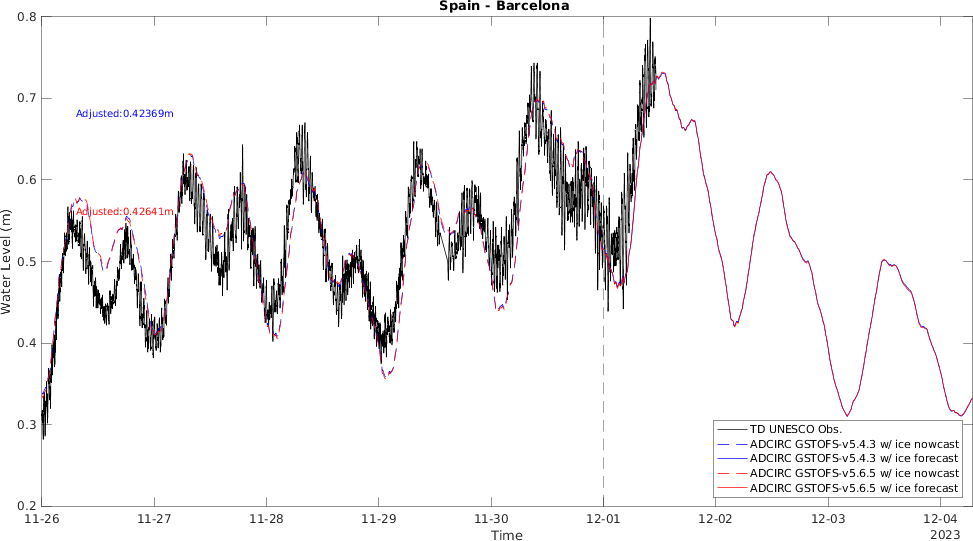 Spain - Barcelona
0.8
0.7
0.6
0.5
0.4
0.3
0.2
Water Level (m)
Adjusted:0.42369m
Adjusted:0.42641m
TD UNESCO Obs.
ADCIRC GSTOFS-v5.4.3 w/ ice nowcast
ADCIRC GSTOFS-v5.4.3 w/ ice forecast
ADCIRC GSTOFS-v5.6.5 w/ ice nowcast
ADCIRC GSTOFS-v5.6.5 w/ ice forecast
11-26 11-27 11-28 11-29 11-30 12-01 12-02 12-03 12-04
Time
2023